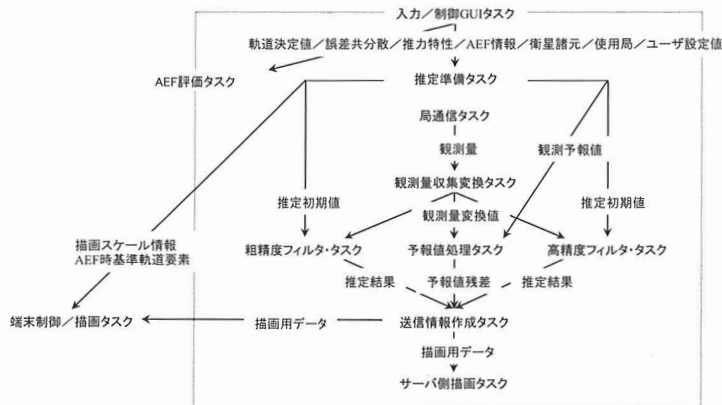 入力／制御GUIタスク
軌道決定値／誤差共分散／推力特性／AEF情報／衛星諸元／使用局／ユーザ設定値
AEF評価タスク
推定準備タスク
局通信タスク
観測量
観測予報値
観測量収集変換タスク
推定初期値
観測量変換値
推定初期値
描画スケール情報
AEF時基準軌道要素
粗精度フィルタ・タスク
予報値処理タスク
高精度フィルタ・タスク
推定結果
予報値残差
推定結果
端末制御／描画タスク
描画用データ
送信情報作成タスク
描画用データ
サーバ側描画タスク